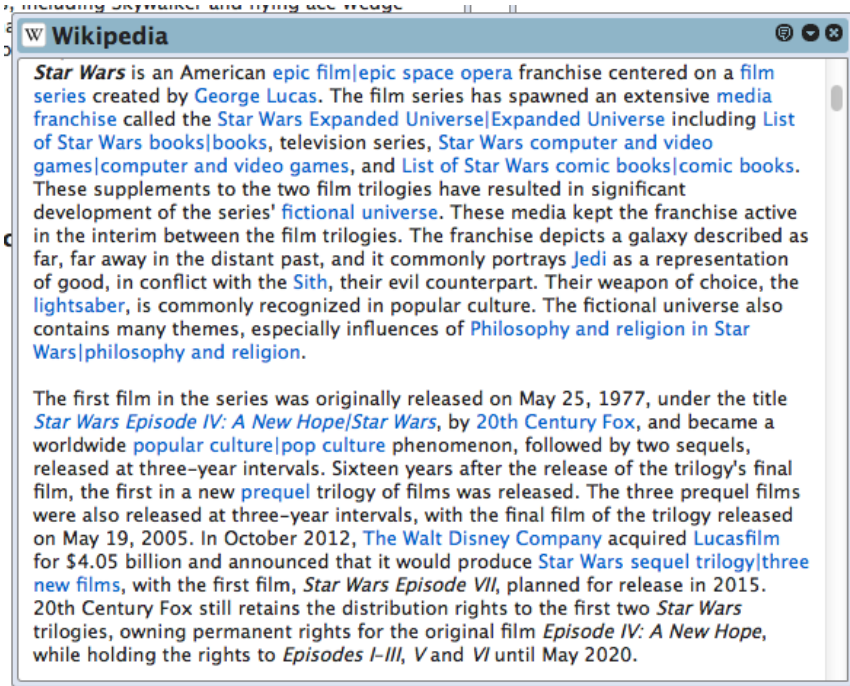 , including Skywalker and flying ace Wedge
W Wikipedia
Star Wars is an American epic film|epic space opera franchise centered on a film
series created by George Lucas. The film series has spawned an extensive media
franchise called the Star Wars Expanded Universe|Expanded Universe including List
of Star Wars books|books, television series, Star Wars computer and video
games|computer and video games, and List of Star Wars comic books|comic books.
These supplements to the two film trilogies have resulted in significant
development of the series' fictional universe. These media kept the franchise active
in the interim between the film trilogies. The franchise depicts a galaxy described as
far, far away in the distant past, and it commonly portrays Jedi as a representation
of good, in conflict with the Sith, their evil counterpart. Their weapon of choice, the
lightsaber, is commonly recognized in popular culture. The fictional universe also
contains many themes, especially influences of Philosophy and religion in Star
Wars|philosophy and religion.
The first film in the series was originally released on May 25, 1977, under the title
Star Wars Episode IV: A New Hope|Star Wars, by 20th Century Fox, and became a
worldwide popular culture|pop culture phenomenon, followed by two sequels,
released at three-year intervals. Sixteen years after the release of the trilogy's final
film, the first in a new prequel trilogy of films was released. The three prequel films
were also released at three-year intervals, with the final film of the trilogy released
on May 19, 2005. In October 2012, The Walt Disney Company acquired Lucasfilm
for $4.05 billion and announced that it would produce Star Wars sequel trilogy|three
new films, with the first film, Star Wars Episode VII, planned for release in 2015.
20th Century Fox still retains the distribution rights to the first two Star Wars
trilogies, owning permanent rights for the original film Episode IV: A New Hope,
while holding the rights to Episodes I-III, V and VI until May 2020.